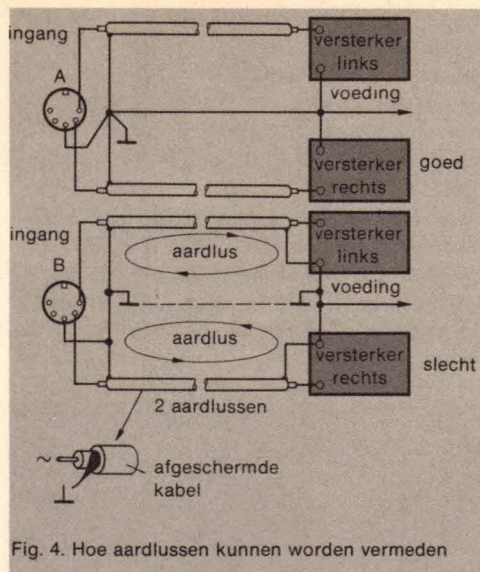 ingang
A
versterker
links
voeding
goed
versterker
rechts
ingang
B
aardlus
versterker
links
voeding
aardlus
versterker
rechts
slecht
2 aardlussen
~
afgeschermde
kabel
Fig. 4. Hoe aardlussen kunnen worden vermeden